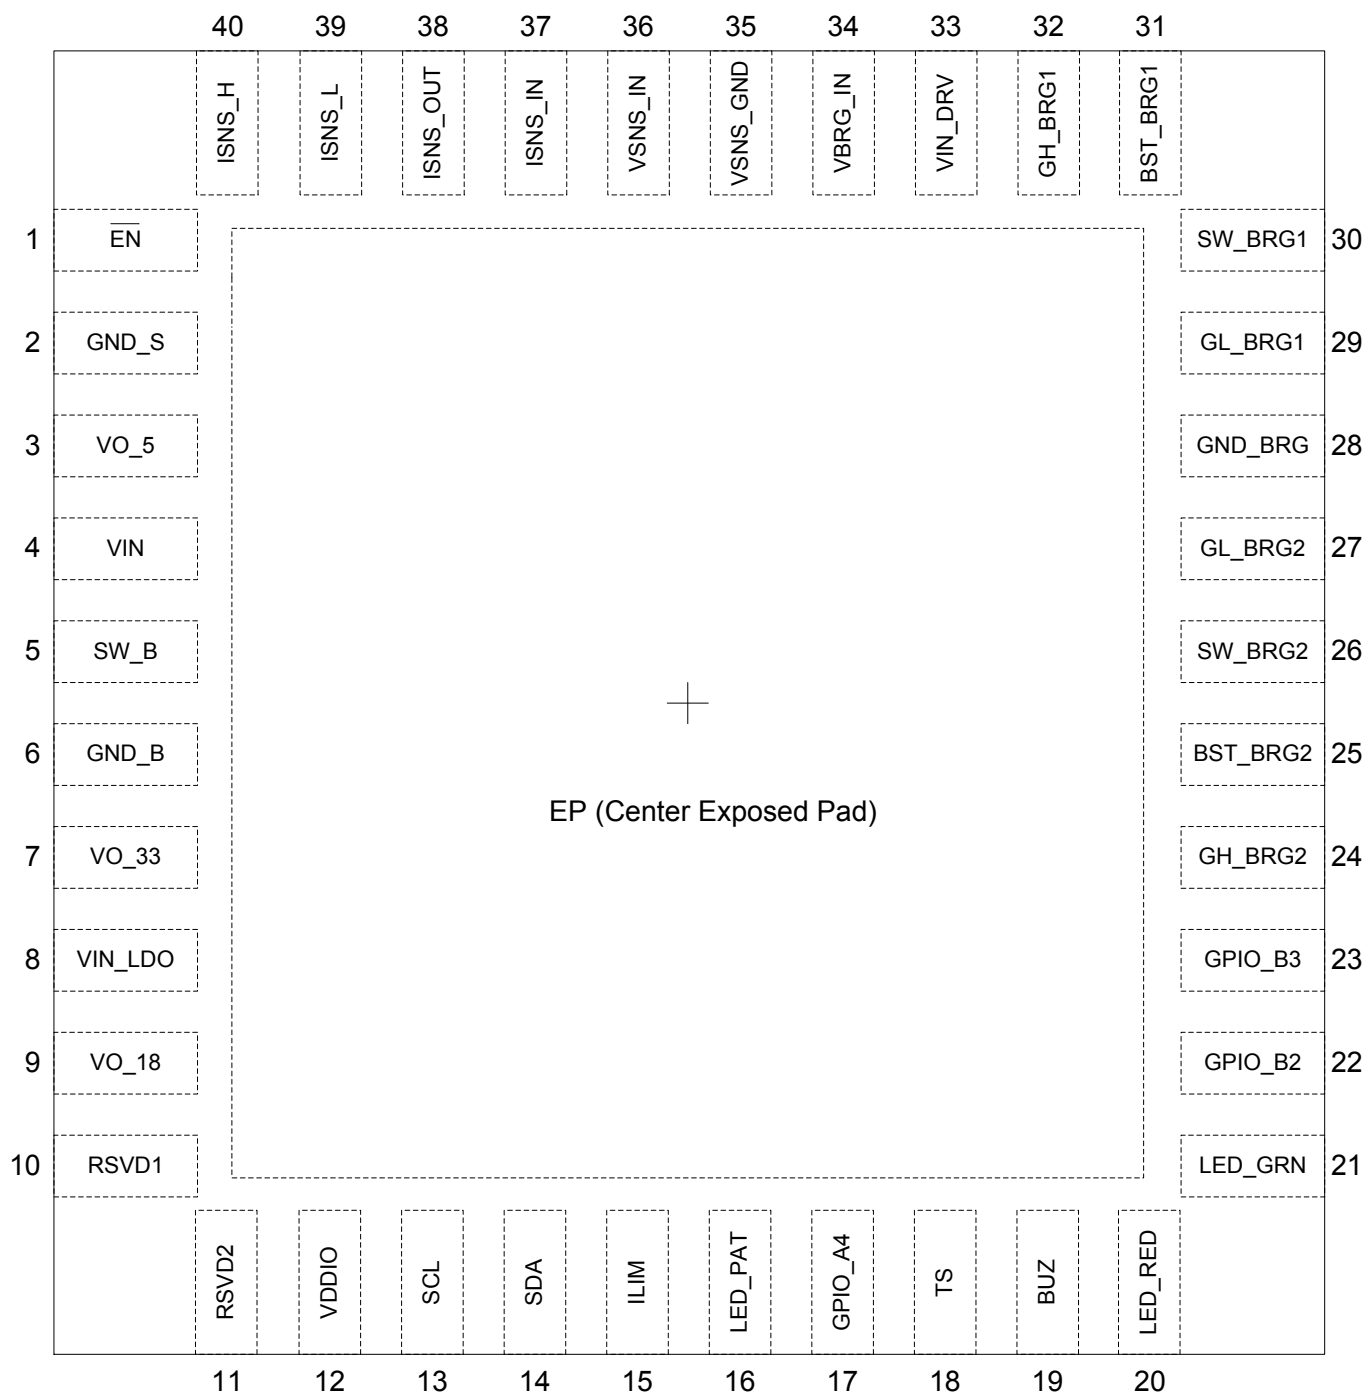 40 39 38 37 36 35 34 33 32 31
ISNS_H
ISNS_L
ISNS_OUT
ISNS_IN
VSNS_IN
VSNS_GND
VBRG_IN
VIN_DRV
GH_BRG1
BST_BRG1
1 EN SW_BRG1 30
2 GND_S GL_BRG1 29
3 VO_5 GND_BRG 28
4 VIN GL_BRG2 27
5 SW_B SW_BRG2 26
6 GND_B BST_BRG2 25
EP (Center Exposed Pad)
7 VO_33 GH_BRG2 24
8 VIN_LDO GPIO_B3 23
9 VO_18 GPIO_B2 22
10 RSVD1 LED_GRN 21
RSVD2
VDDIO
SCL
SDA
ILIM
LED_PAT
GPIO_A4
TS
BUZ
LED_RED
11 12 13 14 15 16 17 18 19 20